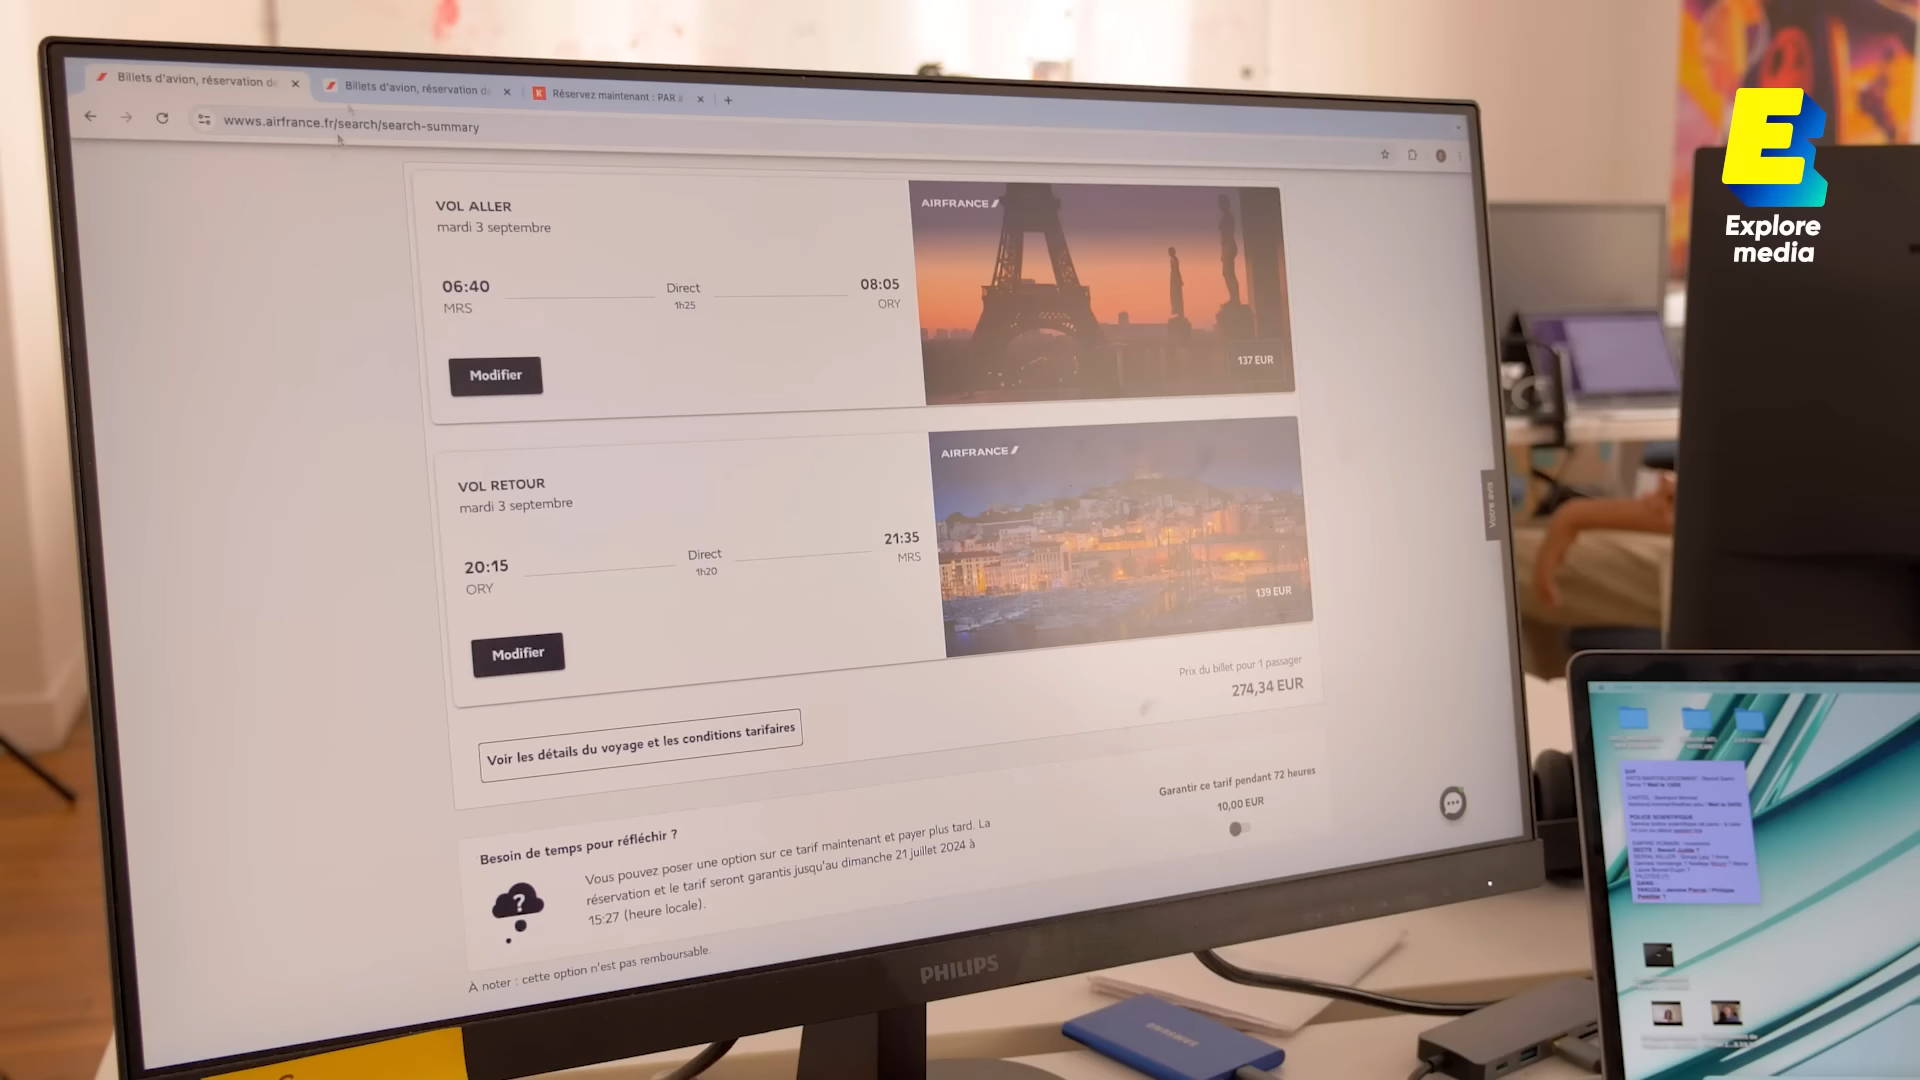 Billets d'avion, réservation de
Billets d'avion, réservation d
Réservez maintenant : PAR à
wwws.airfrance.fr/search/search-summary
E
Explore
media
VOL ALLER
mardi 3 septembre
06:40
MRS
Direct
1h25
08:05
ORY
Modifier
AIRFRANCE
137 EUR
VOL RETOUR
mardi 3 septembre
20:15
ORY
Direct
1h20
21:35
MRS
Modifier
AIRFRANCE
139 EUR
Votre avis
Prix du billet pour 1 passager
274,34 EUR
Voir les détails du voyage et les conditions tarifaires
Garantir ce tarif pendant 72 heures
10,00 EUR
Besoin de temps pour réfléchir ?
Vous pouvez poser une option sur ce tarif maintenant et payer plus tard. La
réservation et le tarif seront garantis jusqu'au dimanche 21 juillet 2024 à
15:27 (heure locale).
À noter : cette option n'est pas remboursable.
PHILIPS
SAMSUNG
POLICE SCIENTIFIQUE